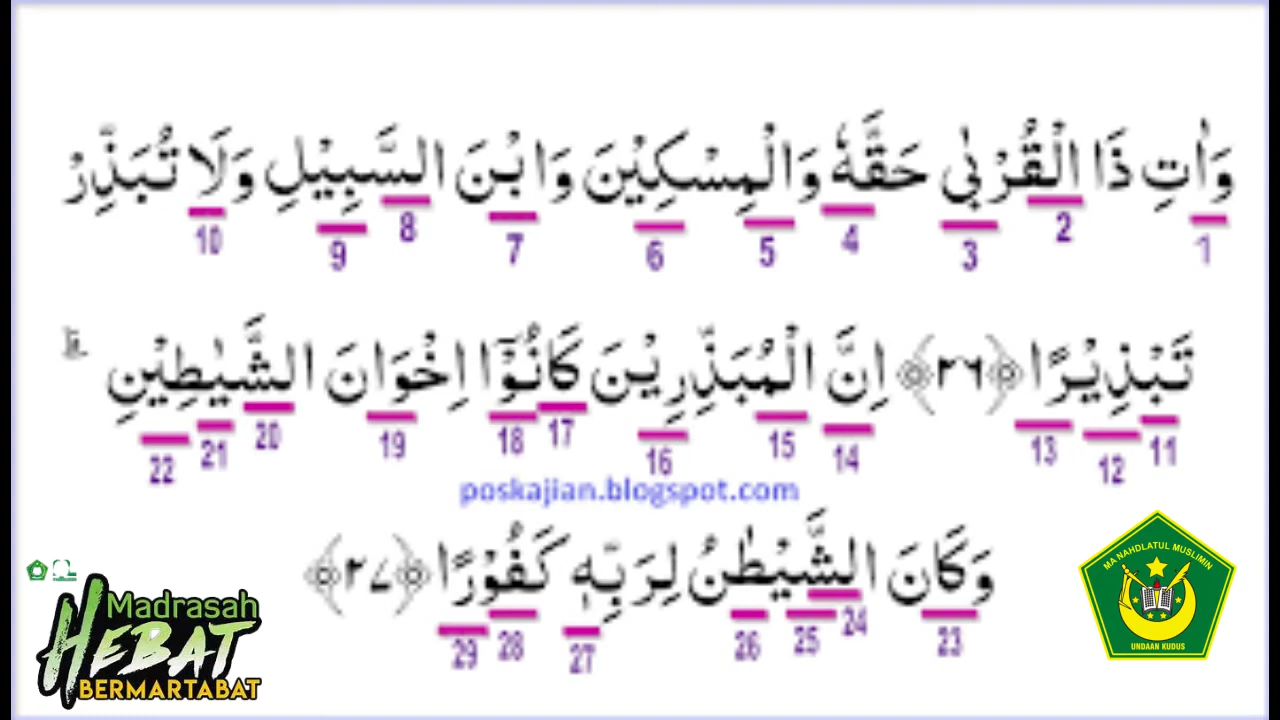 وَاٰتِ ذَا الْقُرْبٰى حَقَّهٗ وَالْمِسْكِيْنَ وَابْنَ السَّبِيْلِ وَلَا تُبَذِّرْ
10 9 8 7 6 5 4 3 2 1
تَبْذِيْرًا ﴿٢٦﴾ اِنَّ الْمُبَذِّرِيْنَ كَانُوْٓا اِخْوَانَ الشَّيٰطِيْنِ ۗ
22 21 20 19 18 17 16 15 14 13 12 11
poskajian.blogspot.com
وَكَانَ الشَّيْطٰنُ لِرَبِّهٖ كَفُوْرًا ﴿٢٧﴾
29 28 27 26 25 24 23
Madrasah
HEBAT
BERMARTABAT
MA NAHDLATUL MUSLIMIN
UNDAAN KUDUS